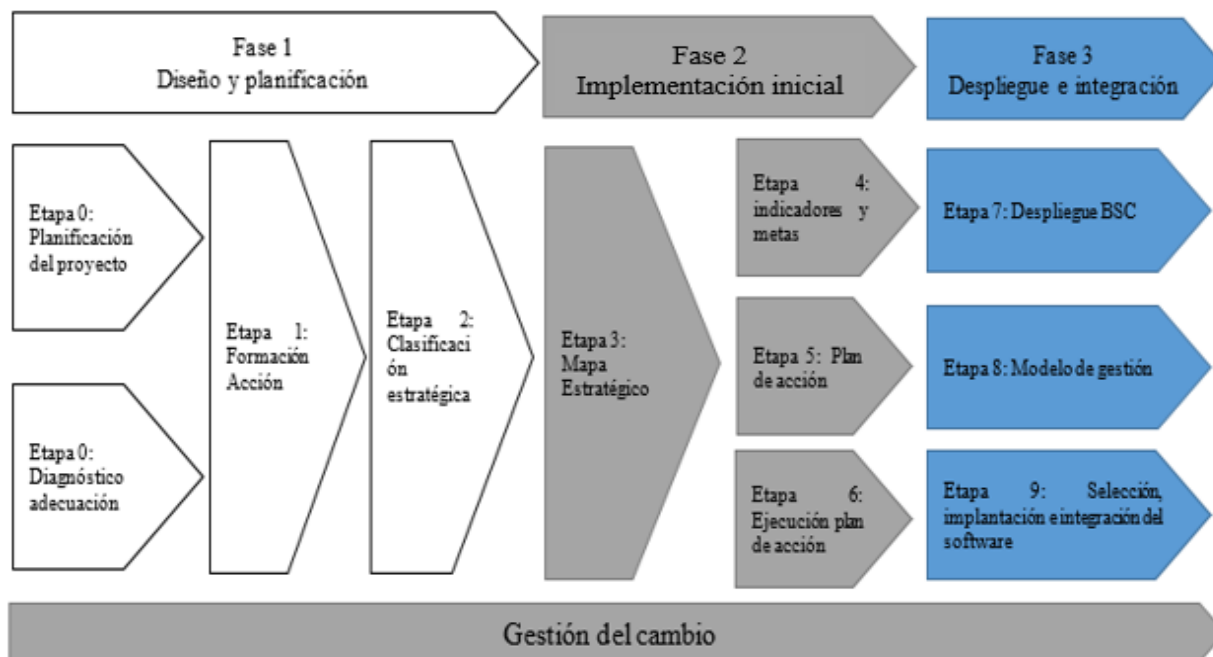 Fase 1
Diseño y planificación
Fase 2
Implementación inicial
Fase 3
Despliegue e integración
Etapa 0:
Planificación
del proyecto
Etapa 0:
Diagnóstico
adecuación
Etapa 1:
Formación
Acción
Etapa 2:
Clasificaci
ón
estratégica
Etapa 3:
Mapa
Estratégico
Etapa 4:
indicadores y
metas
Etapa 5: Plan
de acción
Etapa 6:
Ejecución plan
de acción
Etapa 7: Despliegue BSC
Etapa 8: Modelo de gestión
Etapa 9: Selección,
implantación e integración del
software
Gestión del cambio